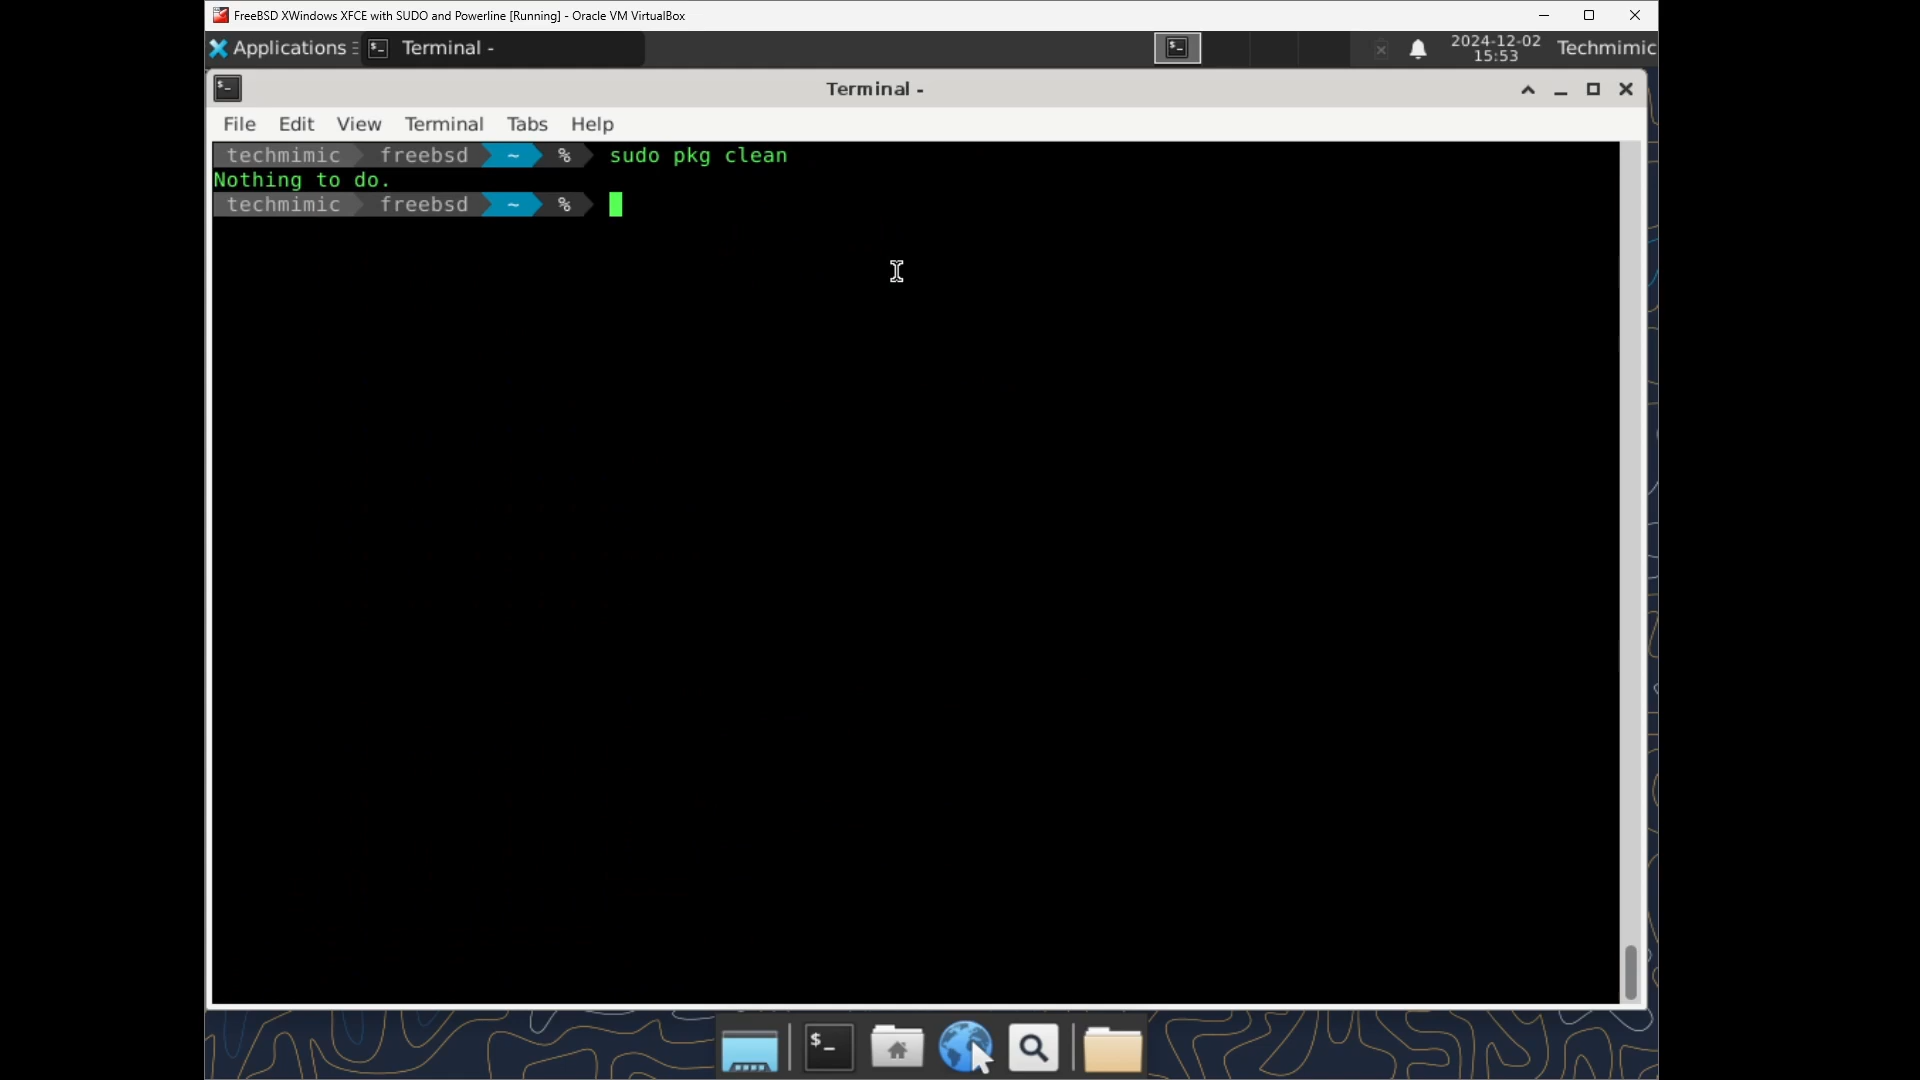 FreeBSD XWindows XFCE with SUDO and Powerline [Running] - Oracle VM VirtualBox
Applications Terminal - 2024-12-02 Techmimic
15:53
Terminal -
File Edit View Terminal Tabs Help
techmimic freebsd ~ % sudo pkg clean
Nothing to do.
techmimic freebsd ~ %